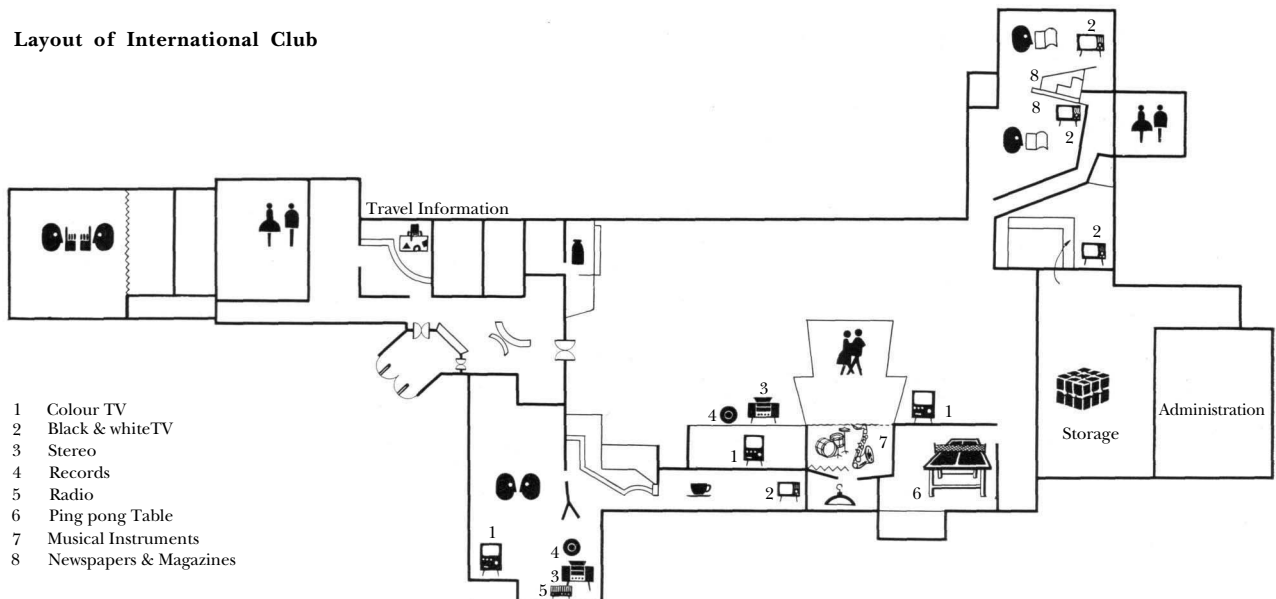 Layout of International Club
2
8
8
2
Travel Information
2
3
4
1
1
7
2
6
Storage
Administration
1
4
3
5
1 Colour TV
2 Black & whiteTV
3 Stereo
4 Records
5 Radio
6 Ping pong Table
7 Musical Instruments
8 Newspapers & Magazines